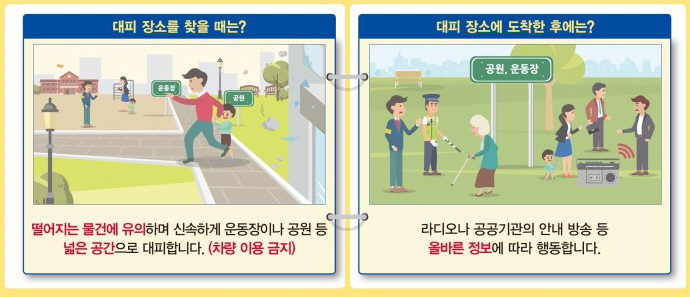 대피 장소를 찾을 때는?
운동장
공원
떨어지는 물건에 유의하며 신속하게 운동장이나 공원 등
넓은 공간으로 대피합니다. (차량 이용 금지)
대피 장소에 도착한 후에는?
공원, 운동장
라디오나 공공기관의 안내 방송 등
올바른 정보에 따라 행동합니다.